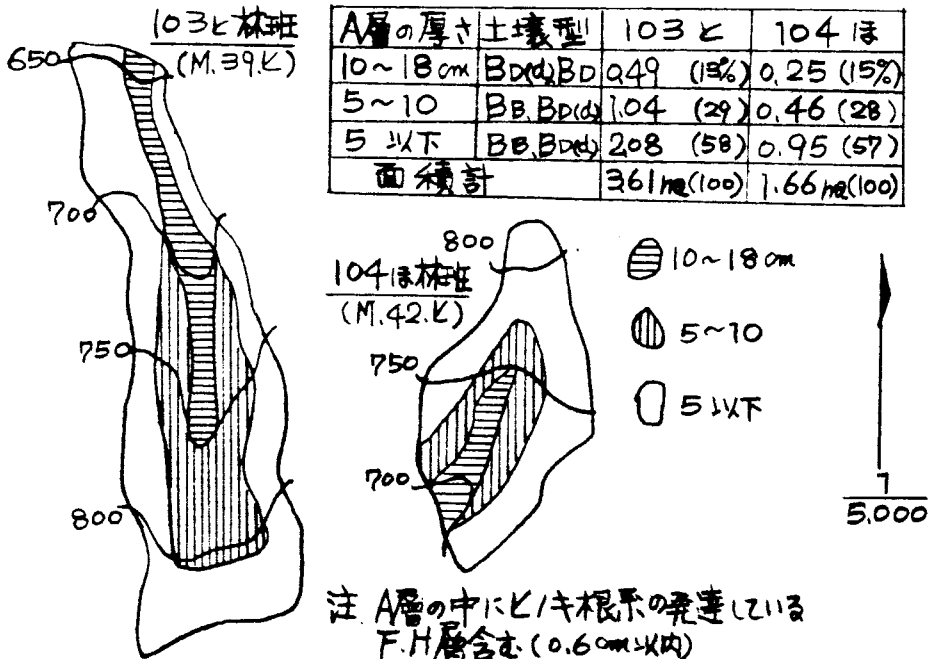 103と林班
(M.39.ヒ)
A層の厚さ 土壌型 103と 104ほ
10~18cm BD(d),BD 0.49 (13%) 0.25 (15%)
5~10 BB,BD(d) 1.04 (29) 0.46 (28)
5 以下 BB,BD(d) 2.08 (58) 0.95 (57)
面積計 3.61ha(100) 1.66ha(100)
650
700
750
800
104ほ林班
(M.42.ヒ)
800
750
700
10~18cm
5~10
5以下
1
5.000
注 A層の中にヒノキ根系の発達している
F.H層含む(0.6cm以内)